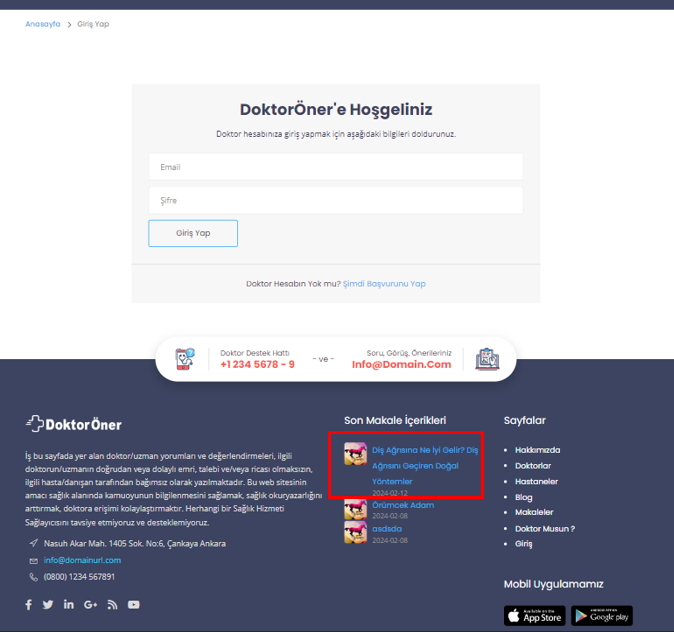 Anasayfa > Giriş Yap
DoktorÖner'e Hoşgeliniz
Doktor hesabınıza giriş yapmak için aşağıdaki bilgileri doldurunuz.
Email
Şifre
Giriş Yap
Doktor Hesabın Yok mu? Şimdi Başvurunu Yap
Doktor Destek Hattı
+1 234 5678 - 9
- ve -
Soru, Görüş, Önerileriniz
Info@Domain.Com
DoktorÖner
İş bu sayfada yer alan doktor/uzman yorumları ve değerlendirmeleri, ilgili
doktorun/uzmanın doğrudan veya dolaylı emri, talebi ve/veya ricası olmaksızın,
ilgili hasta/danışan tarafından bağımsız olarak yazılmaktadır. Bu web sitesinin
amacı sağlık alanında kamuoyunun bilgilenmesini sağlamak, sağlık okuryazarlığını
arttırmak, doktora erişimi kolaylaştırmaktır. Herhangi bir Sağlık Hizmeti
Sağlayıcısını tavsiye etmiyoruz ve desteklemiyoruz.
Nasuh Akar Mah. 1405 Sok. No:6, Çankaya Ankara
info@domainurl.com
(0800) 1234 567891
Son Makale İçerikleri
Diş Ağrısına Ne İyi Gelir? Diş
Ağrısını Geçiren Doğal
Yöntemler
2024-02-12
Örümcek Adam
2024-02-08
asdsda
2024-02-08
Sayfalar
Hakkımızda
Doktorlar
Hastaneler
Blog
Makaleler
Doktor Musun ?
Giriş
Mobil Uygulamamız
Available on the
App Store
ANDROID APP ON
Google play